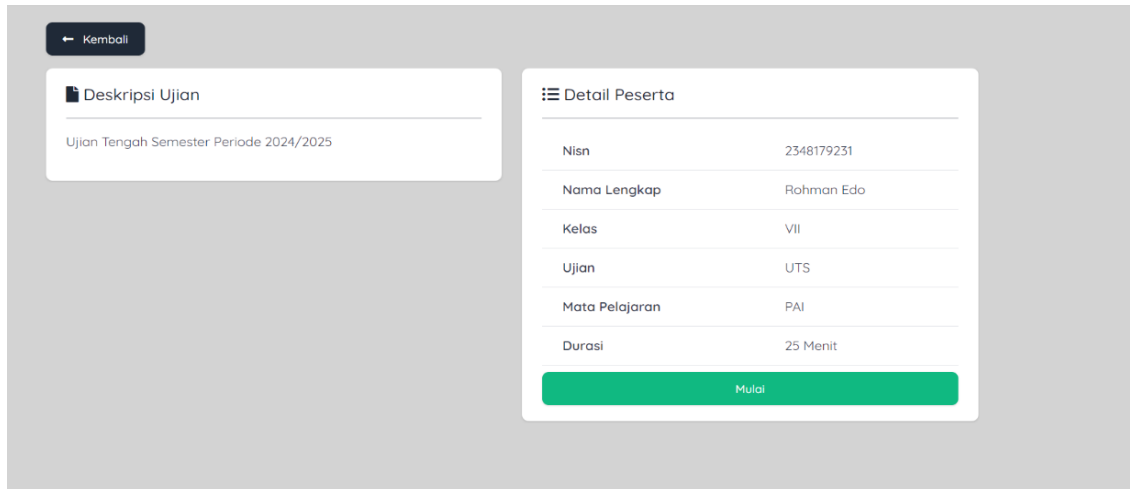 Kembali
Deskripsi Ujian
Ujian Tengah Semester Periode 2024/2025
Detail Peserta
Nisn 2348179231
Nama Lengkap Rohman Edo
Kelas VII
Ujian UTS
Mata Pelajaran PAI
Durasi 25 Menit
Mulai